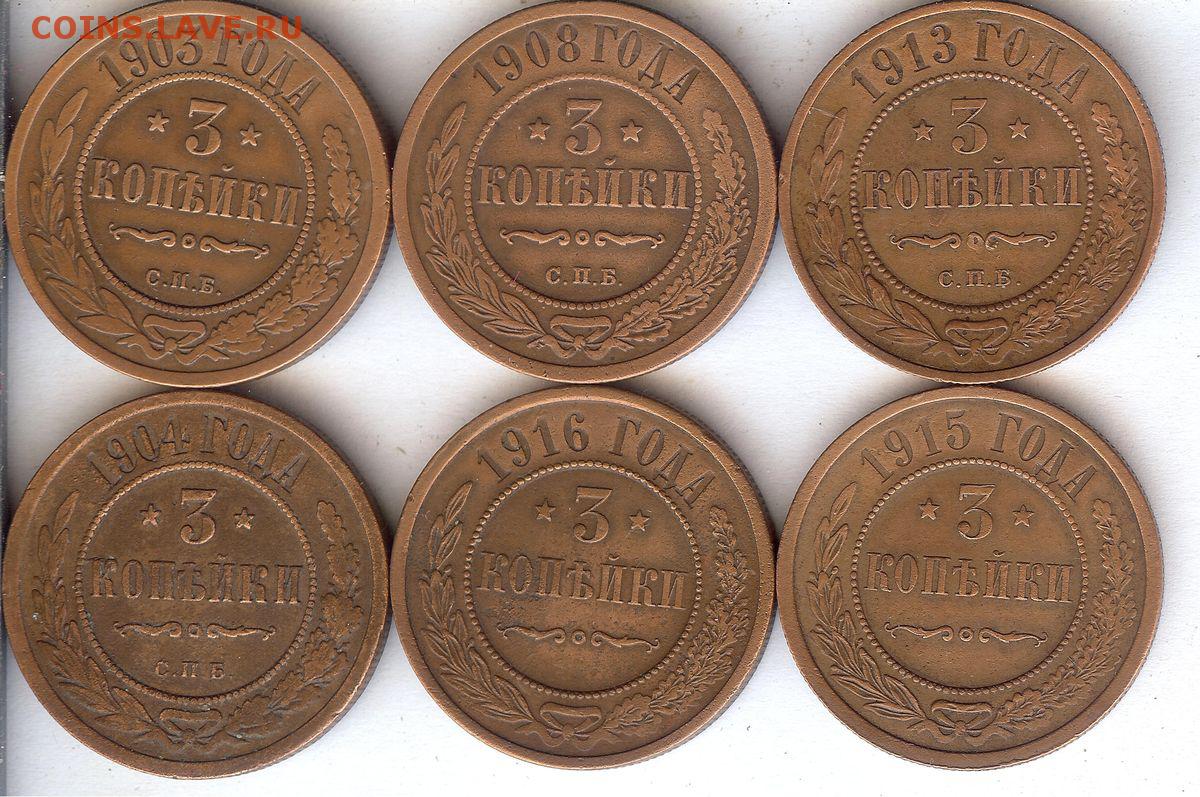 COINS.LAVE.RU
1903 ГОДА
3
КОПѢЙКИ
С.П.Б.
1908 ГОДА
3
КОПѢЙКИ
С.П.Б.
1913 ГОДА
3
КОПѢЙКИ
С.П.Б.
1904 ГОДА
3
КОПѢЙКИ
С.П.Б.
1916 ГОДА
3
КОПѢЙКИ
1915 ГОДА
3
КОПѢЙКИ